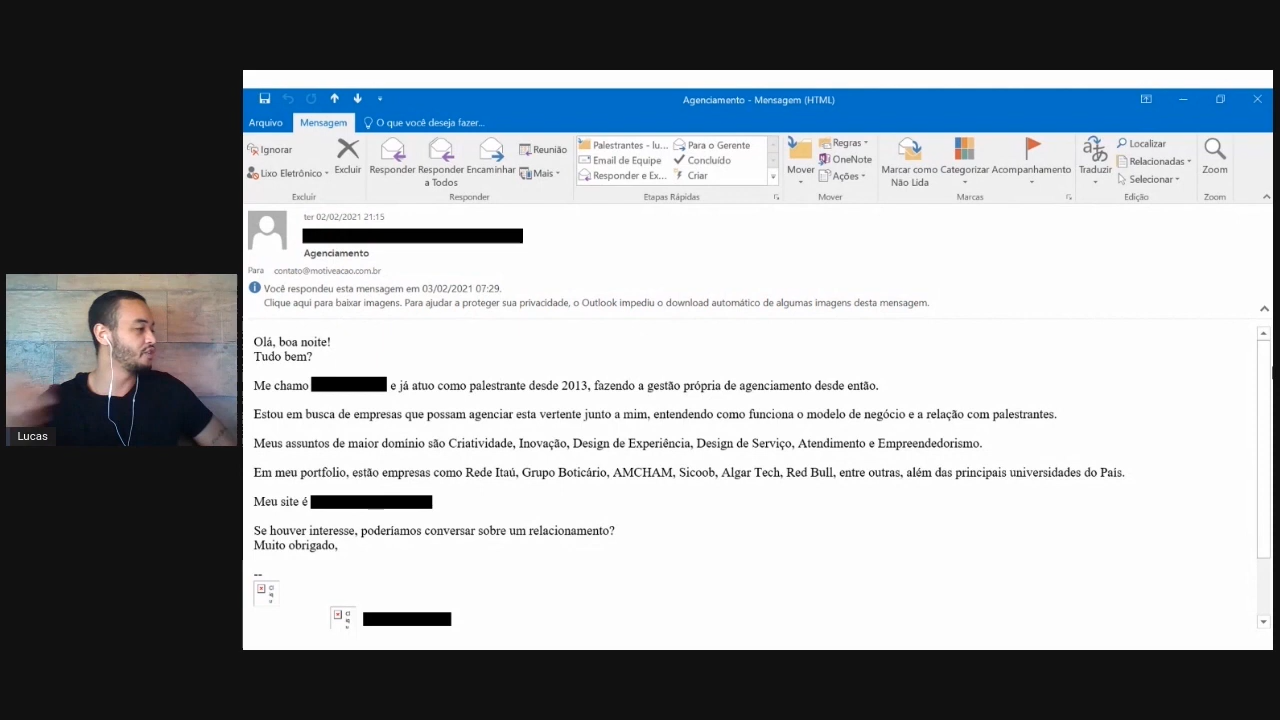 Agenciamento - Mensagem (HTML)
Arquivo
Mensagem
O que você deseja fazer...
Ignorar
Lixo Eletrônico
Excluir
Excluir
Responder
Responder a Todos
Encaminhar
Reunião
Mais
Responder
Palestrantes - lu...
Para o Gerente
Email de Equipe
Concluído
Responder e Ex...
Criar
Etapas Rápidas
Mover
Regras
OneNote
Ações
Mover
Marcar como Não Lida
Categorizar
Acompanhamento
Marcas
Traduzir
Localizar
Relacionadas
Selecionar
Edição
Zoom
Zoom
ter 02/02/2021 21:15
Agenciamento
Para contato@motiveacao.com.br
Você respondeu esta mensagem em 03/02/2021 07:29.
Clique aqui para baixar imagens. Para ajudar a proteger sua privacidade, o Outlook impediu o download automático de algumas imagens desta mensagem.
Olá, boa noite!
Tudo bem?
Me chamo e já atuo como palestrante desde 2013, fazendo a gestão própria de agenciamento desde então.
Estou em busca de empresas que possam agenciar esta vertente junto a mim, entendendo como funciona o modelo de negócio e a relação com palestrantes.
Meus assuntos de maior domínio são Criatividade, Inovação, Design de Experiência, Design de Serviço, Atendimento e Empreendedorismo.
Em meu portfolio, estão empresas como Rede Itaú, Grupo Boticário, AMCHAM, Sicoob, Algar Tech, Red Bull, entre outras, além das principais universidades do País.
Meu site é
Se houver interesse, poderíamos conversar sobre um relacionamento?
Muito obrigado,
--
Lucas